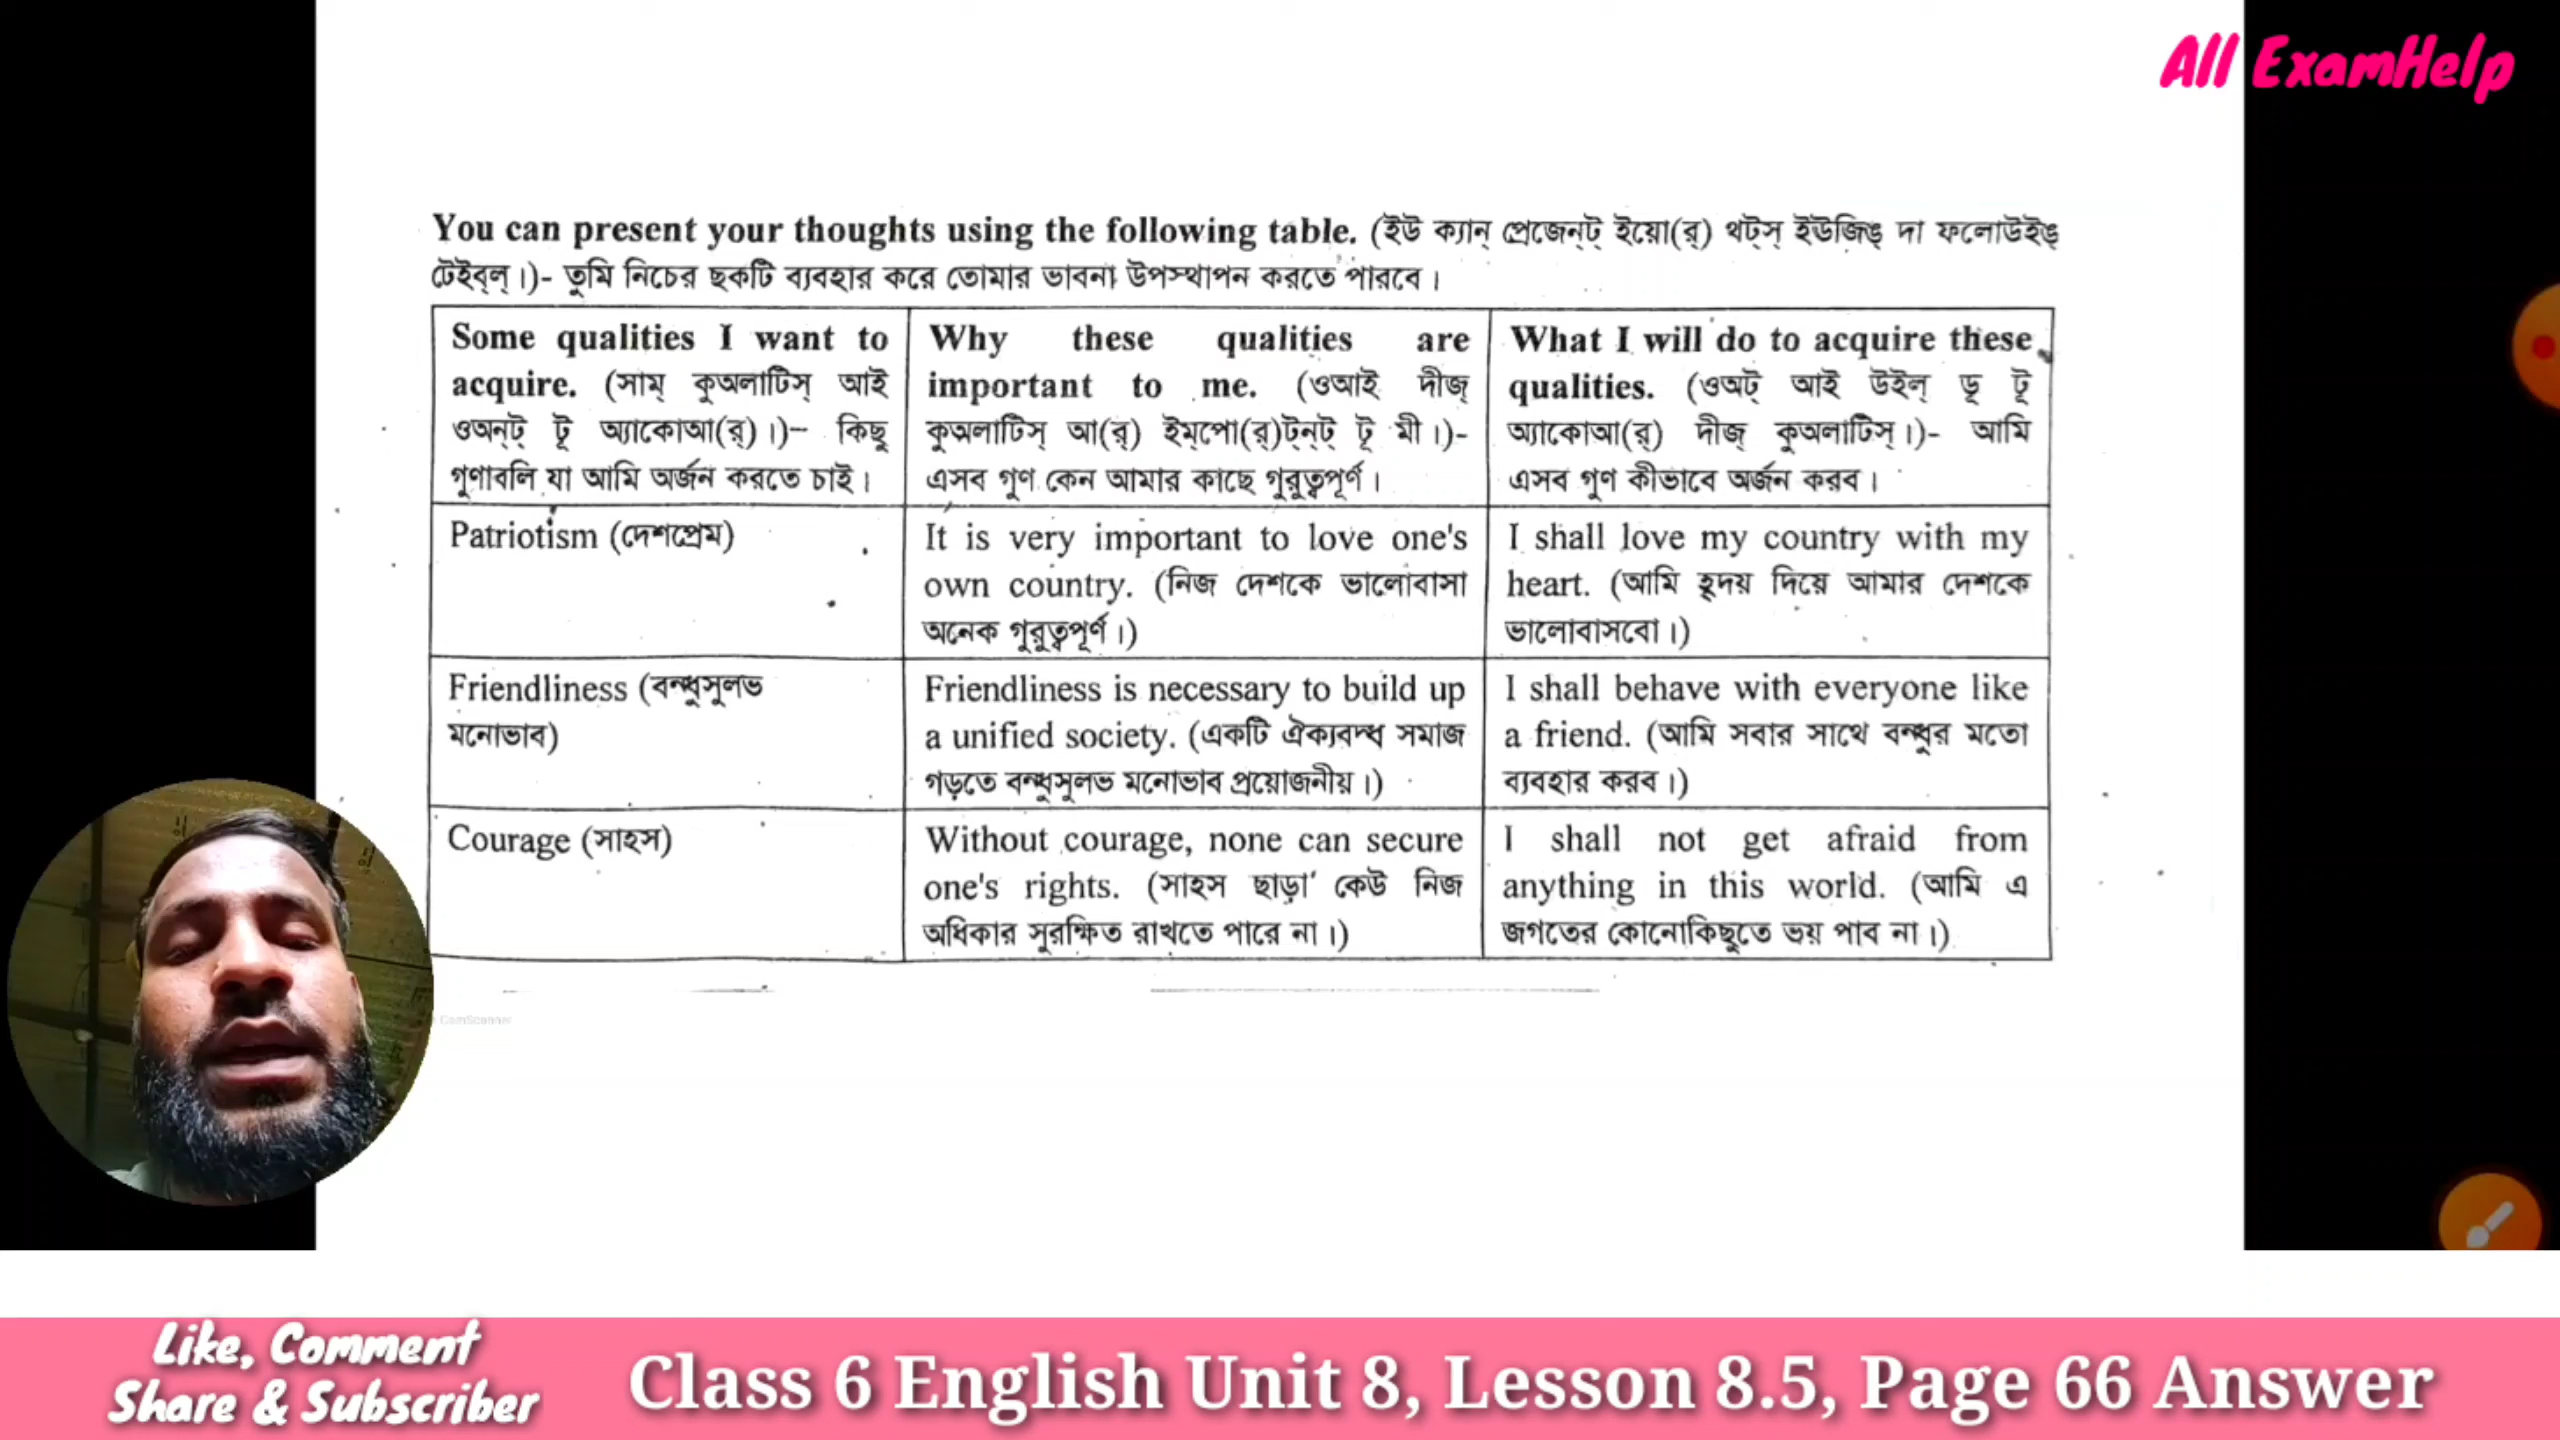 All ExamHelp
You can present your thoughts using the following table. (ইউ ক্যান্ প্রেজেন্ট্ ইয়ো(র্) থট্স্ ইউজিঙ্ দা ফলোউইঙ্
টেইব্ল্।)- তুমি নিচের ছকটি ব্যবহার করে তোমার ভাবনা উপস্থাপন করতে পারবে।
Some qualities I want to
acquire. (সাম্ কুঅলাটিস্ আই
ওঅন্ট্ টূ অ্যাকোআ(র্)।)– কিছু
গুণাবলি যা আমি অর্জন করতে চাই।
Why these qualities are
important to me. (ওআই দীজ্
কুঅলাটিস্ আ(র্) ইম্পো(র্)ট্ন্ট্ টূ মী।)-
এসব গুণ কেন আমার কাছে গুরুত্বপূর্ণ।
What I will do to acquire these
qualities. (ওঅট্ আই উইল্ ডূ টূ
অ্যাকোআ(র্) দীজ্ কুঅলাটিস্।)- আমি
এসব গুণ কীভাবে অর্জন করব।
Patriotism (দেশপ্রেম)
It is very important to love one's
own country. (নিজ দেশকে ভালোবাসা
অনেক গুরুত্বপূর্ণ।)
I shall love my country with my
heart. (আমি হৃদয় দিয়ে আমার দেশকে
ভালোবাসবো।)
Friendliness (বন্ধুসুলভ
মনোভাব)
Friendliness is necessary to build up
a unified society. (একটি ঐক্যবদ্ধ সমাজ
গড়তে বন্ধুসুলভ মনোভাব প্রয়োজনীয়।)
I shall behave with everyone like
a friend. (আমি সবার সাথে বন্ধুর মতো
ব্যবহার করব।)
Courage (সাহস)
Without courage, none can secure
one's rights. (সাহস ছাড়া কেউ নিজ
অধিকার সুরক্ষিত রাখতে পারে না।)
I shall not get afraid from
anything in this world. (আমি এ
জগতের কোনোকিছুতে ভয় পাব না।)
CamScanner
Like, Comment
Share & Subscriber
Class 6 English Unit 8, Lesson 8.5, Page 66 Answer